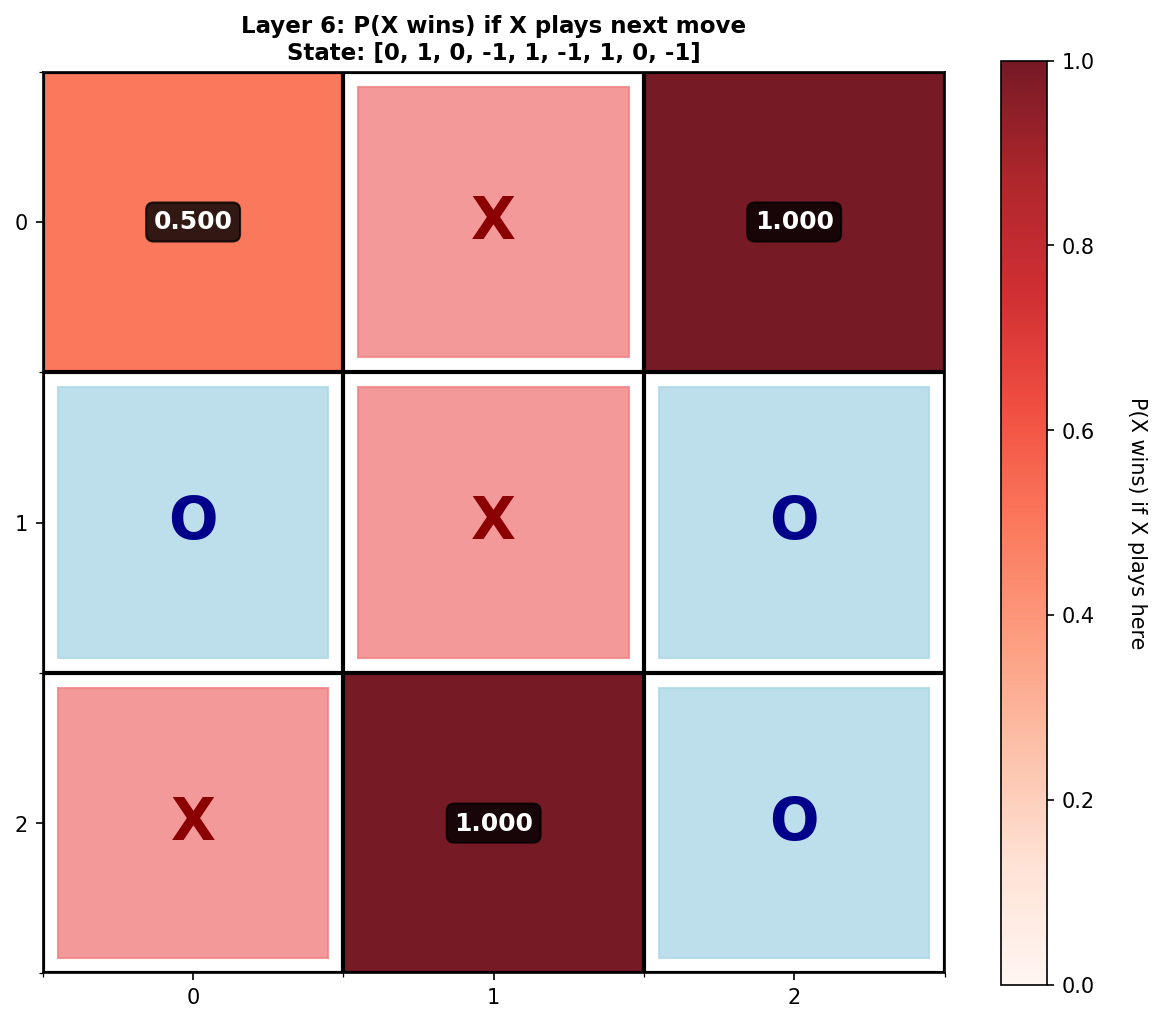 Layer 6: P(X wins) if X plays next move
State: [0, 1, 0, -1, 1, -1, 1, 0, -1]
0.500
X
1.000
O
X
O
X
1.000
O
0
1
2
0
1
2
1.0
0.8
0.6
0.4
0.2
0.0
P(X wins) if X plays here